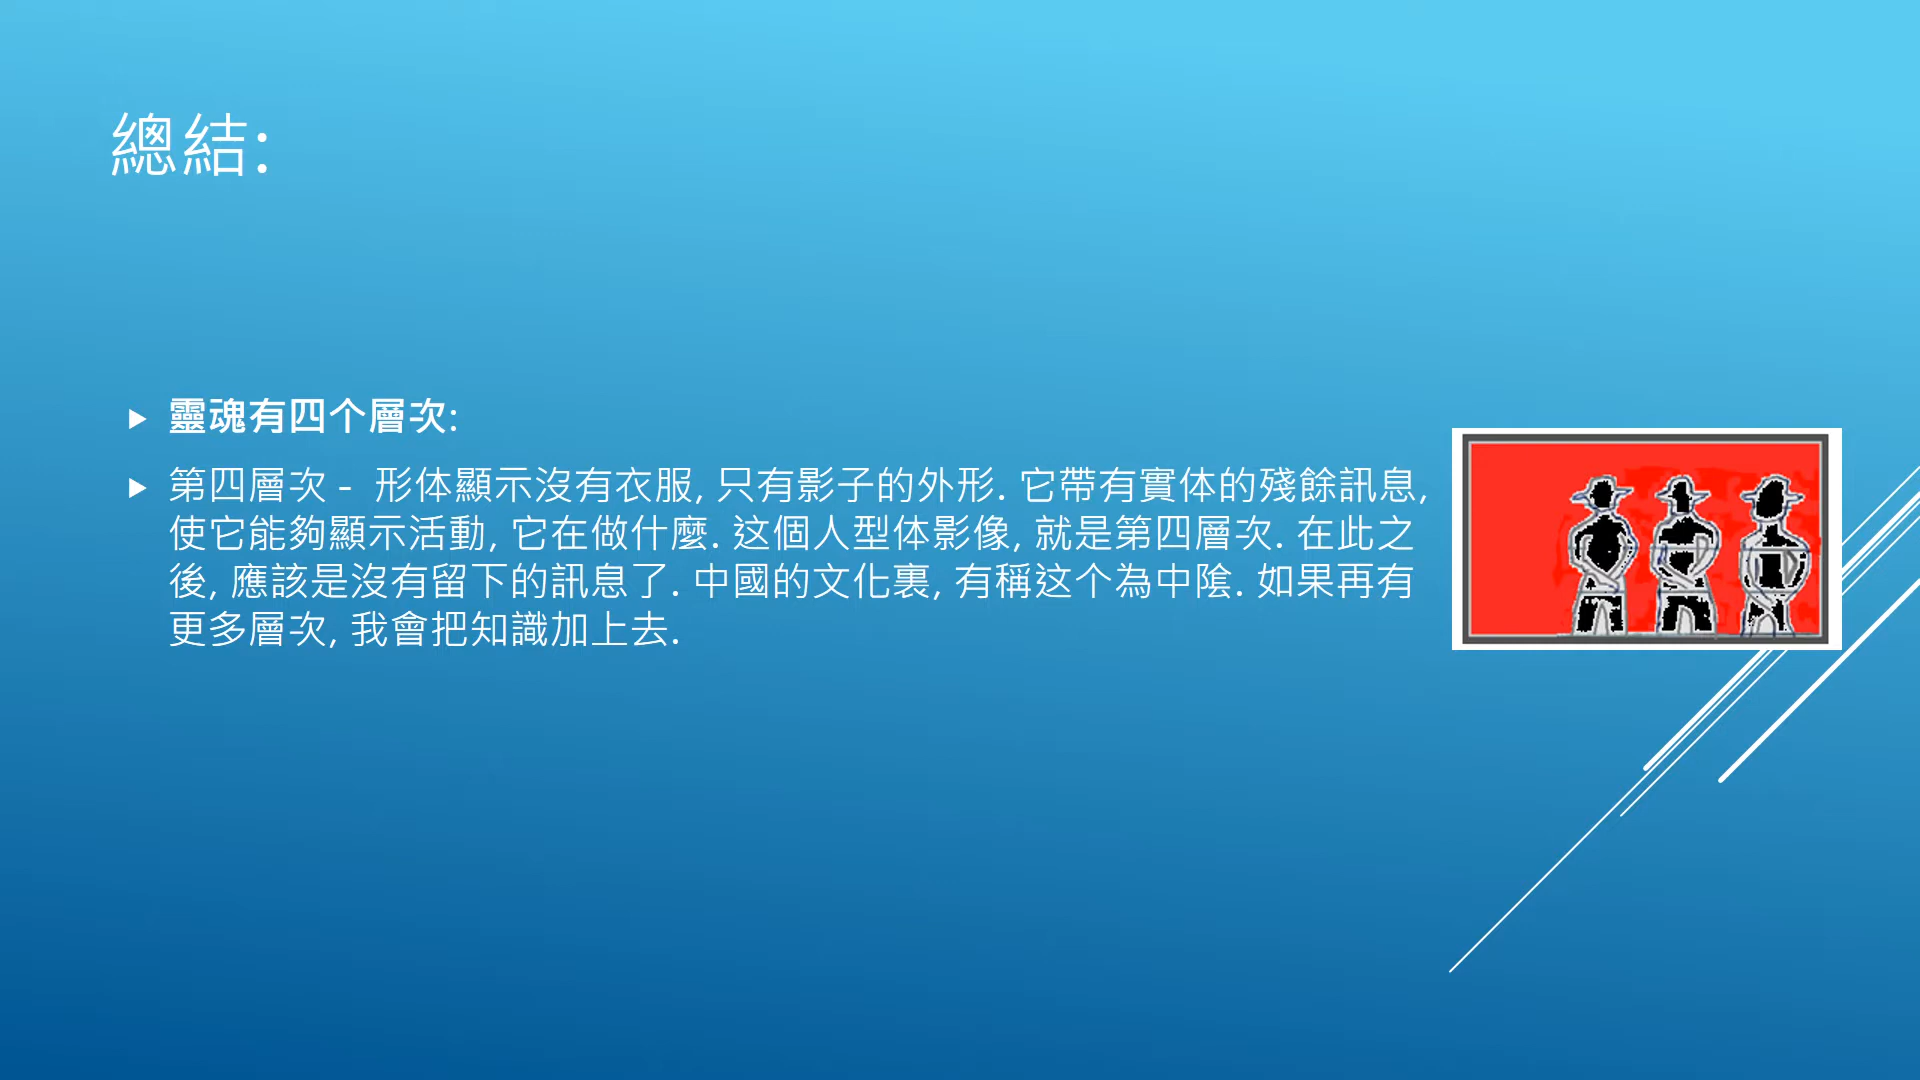 總結:
靈魂有四个層次:
第四層次 - 形体顯示沒有衣服, 只有影子的外形. 它帶有實体的殘餘訊息,
使它能夠顯示活動, 它在做什麼. 这個人型体影像, 就是第四層次. 在此之
後, 應該是沒有留下的訊息了. 中國的文化裏, 有稱这个為中陰. 如果再有
更多層次, 我會把知識加上去.